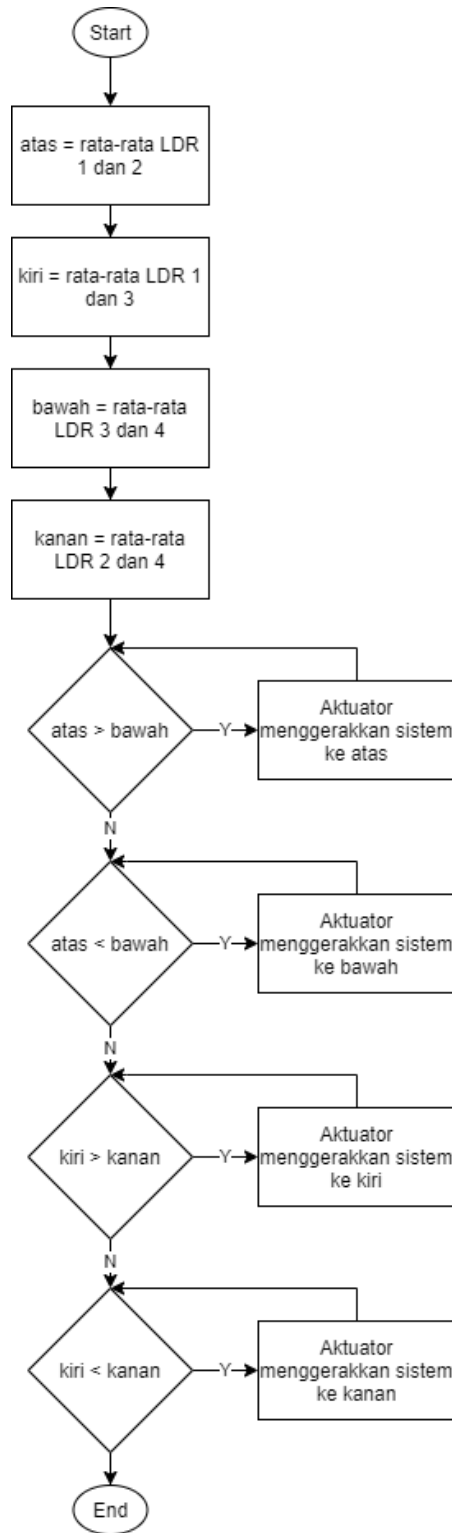 Start
atas = rata-rata LDR
1 dan 2
kiri = rata-rata LDR 1
dan 3
bawah = rata-rata
LDR 3 dan 4
kanan = rata-rata
LDR 2 dan 4
atas > bawah
Y
Aktuator
menggerakkan sistem
ke atas
N
atas < bawah
Y
Aktuator
menggerakkan sistem
ke bawah
N
kiri > kanan
Y
Aktuator
menggerakkan sistem
ke kiri
N
kiri < kanan
Y
Aktuator
menggerakkan sistem
ke kanan
End